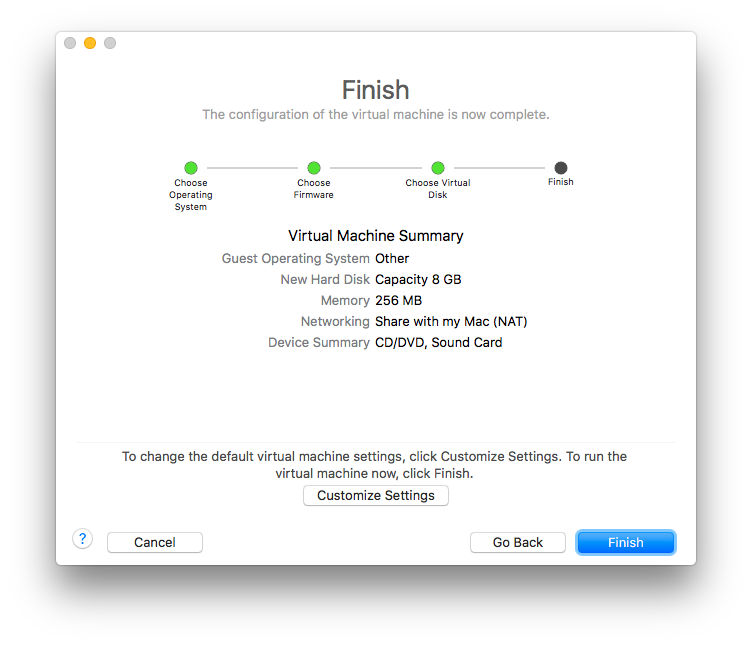 Finish
The configuration of the virtual machine is now complete.
Choose
Operating
System
Choose
Firmware
Choose Virtual
Disk
Finish
Virtual Machine Summary
Guest Operating System Other
New Hard Disk Capacity 8 GB
Memory 256 MB
Networking Share with my Mac (NAT)
Device Summary CD/DVD, Sound Card
To change the default virtual machine settings, click Customize Settings. To run the
virtual machine now, click Finish.
Customize Settings
? Cancel Go Back Finish